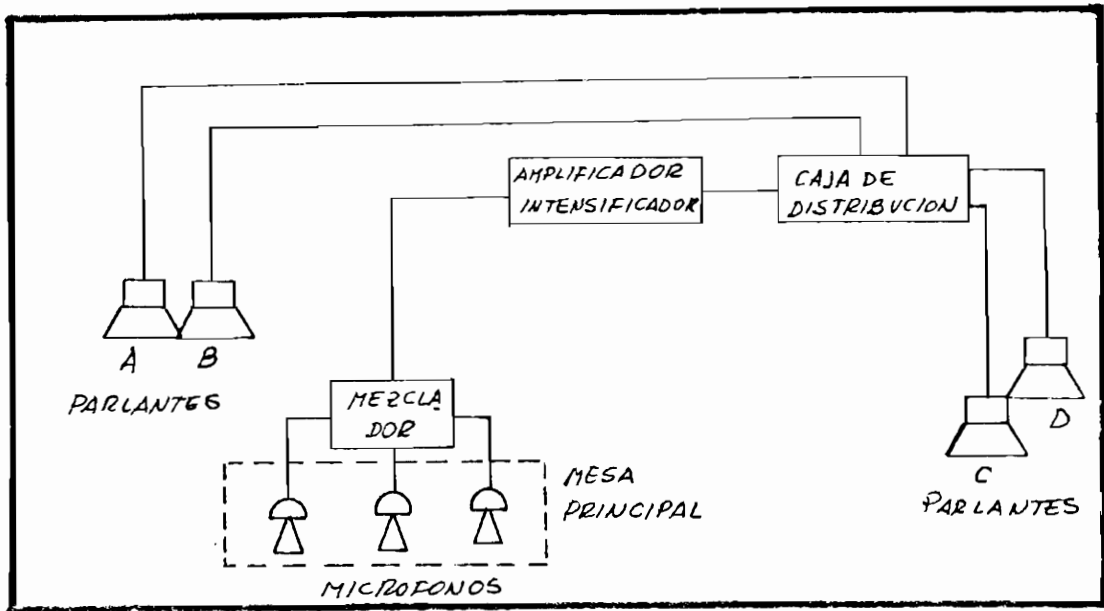 AMPLIFICADOR
INTENSIFICADOR
CAJA DE
DISTRIBUCION
A
B
PARLANTES
MEZCLA
DOR
D
C
PARLANTES
MESA
PRINCIPAL
MICROFONOS